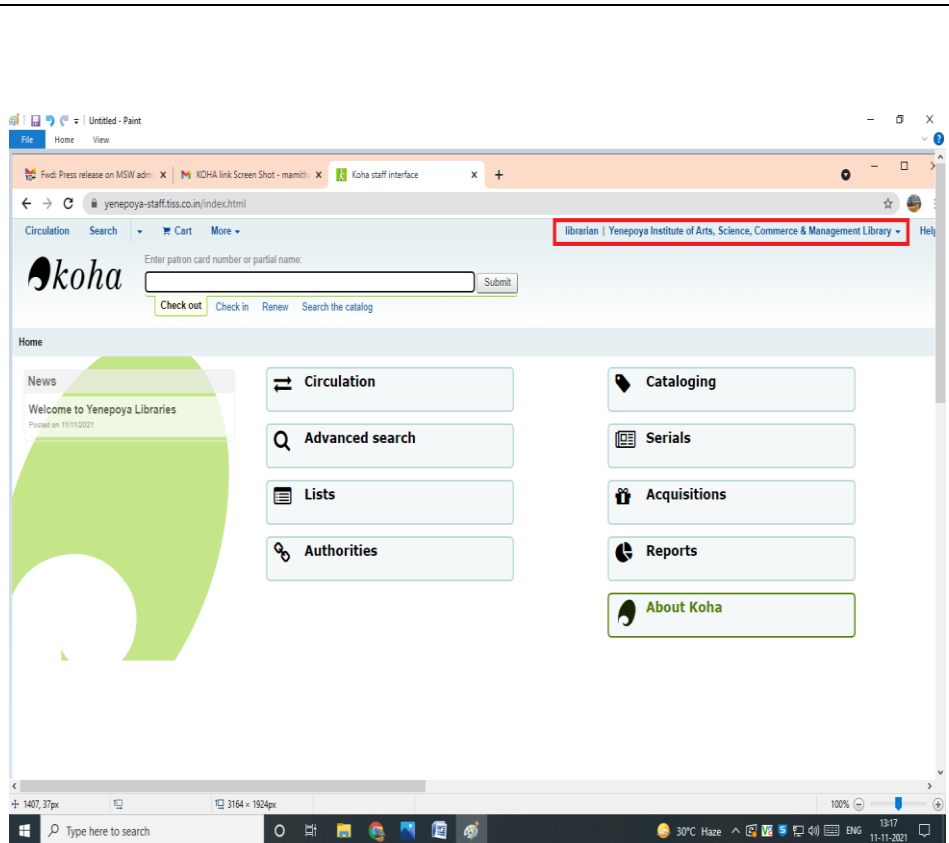 Untitled - Paint
File Home View
Fwd: Press release on MSW admi x KOHA link Screen Shot - mamith x Koha staff interface x +
yenepoya-staff.tiss.co.in/index.html
Circulation Search Cart More librarian | Yenepoya Institute of Arts, Science, Commerce & Management Library Help
koha
Enter patron card number or partial name:
Submit
Check out Check in Renew Search the catalog
Home
News
Welcome to Yenepoya Libraries
Posted on 11/11/2021
Circulation
Cataloging
Advanced search
Serials
Lists
Acquisitions
Authorities
Reports
About Koha
1407, 37px 3164 × 1924px 100%
Type here to search 30°C Haze ENG 13:17
11-11-2021